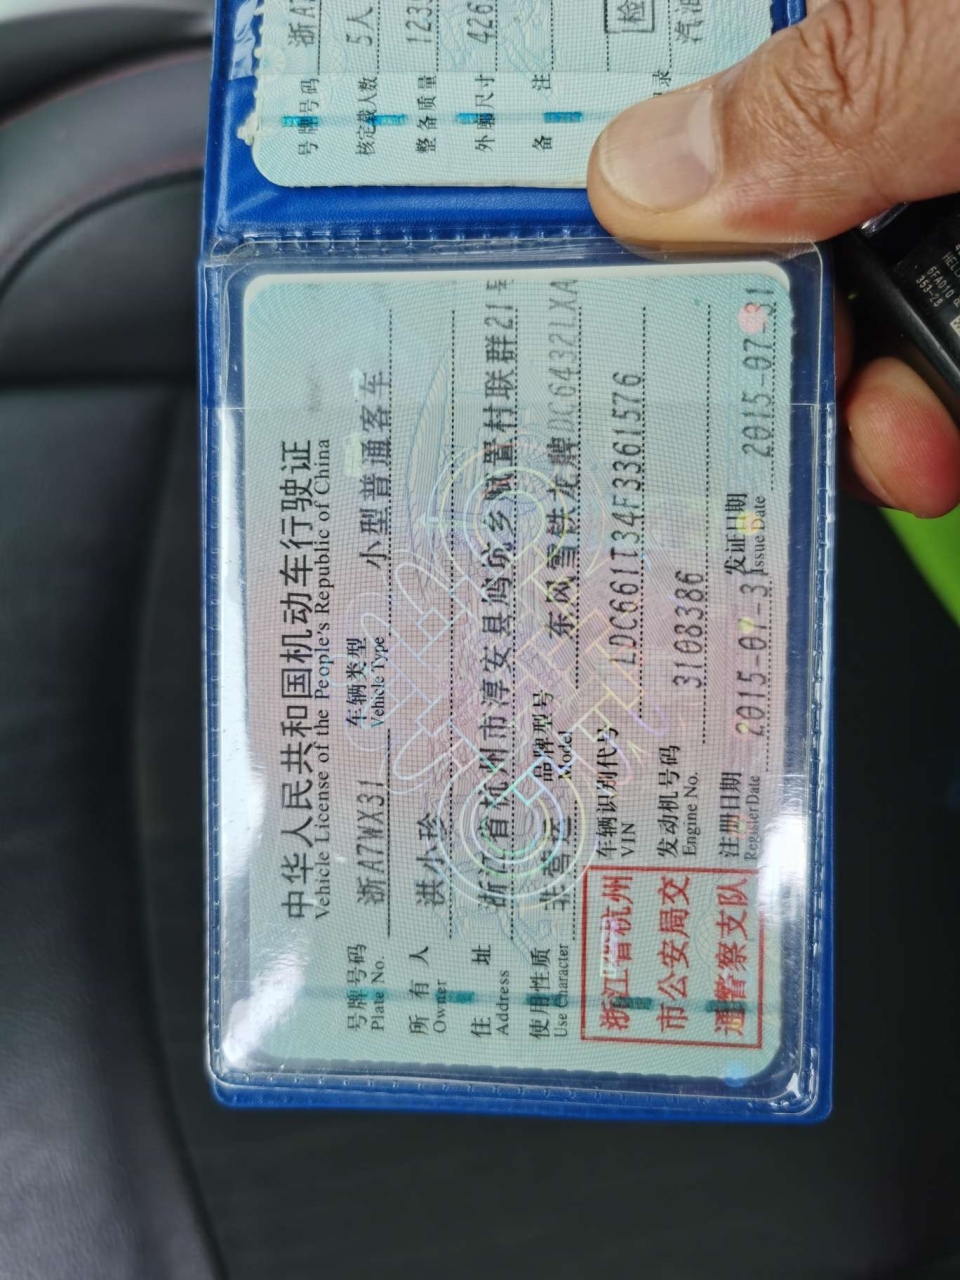 号牌号码 浙A
核定载人数 5人
整备质量 123
外廓尺寸 426
备 注
检
汽油
中华人民共和国机动车行驶证
Vehicle License of the People's Republic of China
号牌号码 浙A7WX31 车辆类型 小型普通客车
Plate No. Vehicle Type
所有人 洪小珍
Owner
住 址 浙江省杭州市淳安县鸠坑乡 村联群21号
Address
使用性质 非营运 品牌型号 东风雪铁龙牌DC6432LXA
Use Character Model
浙江省杭州
市公安局交
通警察支队
车辆识别代号 LDC661T34F3361576
VIN
发动机号码 3108386
Engine No.
注册日期 2015-07-31 发证日期 2015-07-31
Register Date Issue Date